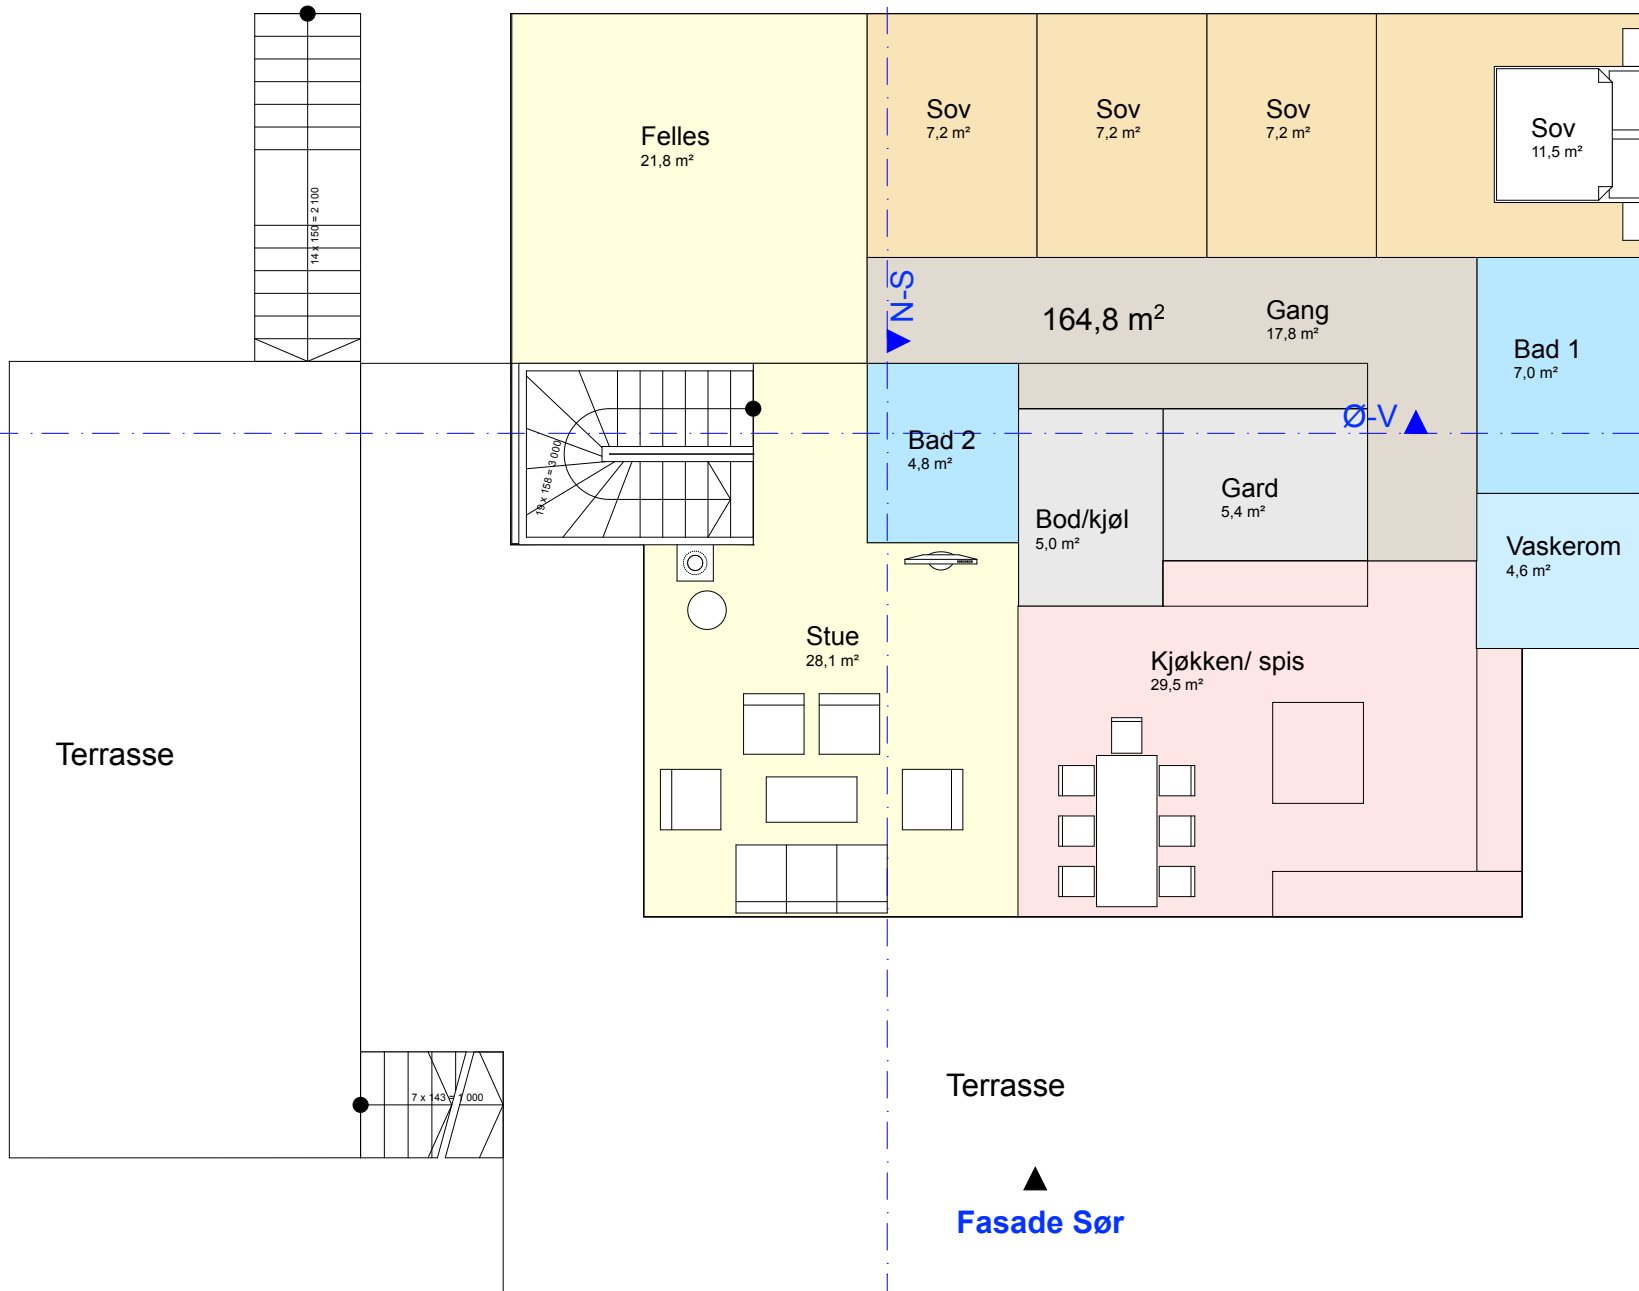 Felles
21,8 m²
Sov
7,2 m²
Sov
7,2 m²
Sov
7,2 m²
Sov
11,5 m²
14 x 150 = 2 100
N-S
164,8 m²
Gang
17,8 m²
Bad 1
7,0 m²
Ø-V
Bad 2
4,8 m²
19 x 158 = 3 000
Bod/kjøl
5,0 m²
Gard
5,4 m²
Vaskerom
4,6 m²
Stue
28,1 m²
Kjøkken/ spis
29,5 m²
Terrasse
7 x 143 = 1 000
Terrasse
Fasade Sør